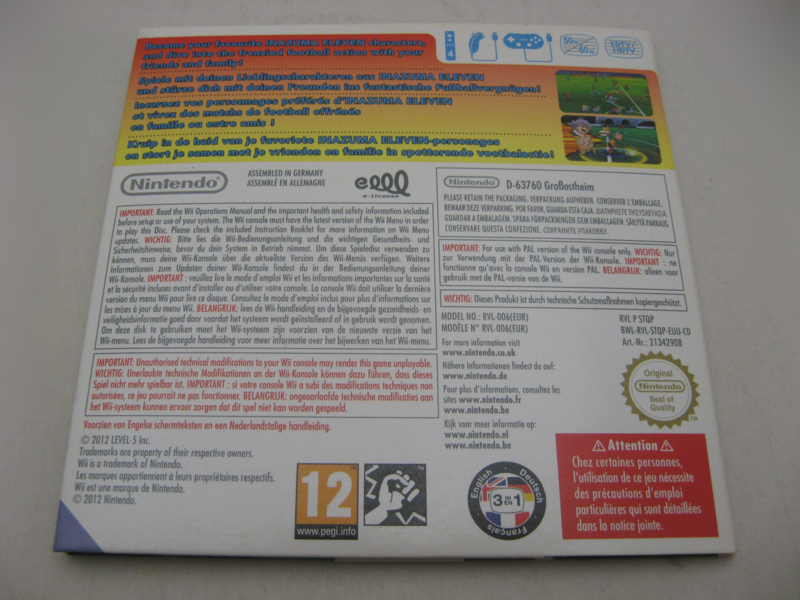 Become your favourite INAZUMA ELEVEN characters,
and dive into the frenzied football action with your
friends and family!
Spiele mit deinen Lieblingscharakteren aus INAZUMA ELEVEN
und stürze dich mit deinen Freunden ins fantastische Fußballvergnügen!
Incarnez vos personnages préférés d'INAZUMA ELEVEN
et vivez des matchs de football effrénés
en famille ou entre amis !
Kruip in de huid van je favoriete INAZUMA ELEVEN-personages
en start je samen met je vrienden en familie in spetterende voetbalactie!
4
50Hz
60Hz
EDTV/
HDTV
Nintendo
ASSEMBLED IN GERMANY
ASSEMBLÉ EN ALLEMAGNE
e-License
IMPORTANT: Read the Wii Operations Manual and the important health and safety information included
before setup or use of your system. The Wii console must have the latest version of the Wii Menu in order
to play this Disc. Please check the included Instruction Booklet for more information on Wii Menu
updates. WICHTIG: Bitte lies die Wii-Bedienungsanleitung und die wichtigen Gesundheits- und
Sicherheitshinweise, bevor du dein System in Betrieb nimmst. Um diese Spieledisc verwenden zu
können, muss deine Wii-Konsole über die aktuellste Version des Wii-Menüs verfügen. Weitere
Informationen zum Updaten deiner Wii-Konsole findest du in der Bedienungsanleitung deiner
Wii-Konsole. IMPORTANT : veuillez lire le mode d'emploi Wii et les informations importantes sur la santé
et la sécurité incluses avant d'installer ou d'utiliser votre console. La console Wii doit utiliser la dernière
version du menu Wii pour lire ce disque. Consultez le mode d'emploi inclus pour plus d'informations sur
les mises à jour du menu Wii. BELANGRIJK: lees de Wii-handleiding en de bijgevoegde gezondheids- en
veiligheidsinformatie goed door voordat het systeem wordt geïnstalleerd of in gebruik wordt genomen.
Om deze disk te gebruiken moet het Wii-systeem zijn voorzien van de nieuwste versie van het
Wii-menu. Lees de bijgevoegde handleiding voor meer informatie over het bijwerken van het Wii-menu.
IMPORTANT: Unauthorised technical modifications to your Wii console may render this game unplayable.
WICHTIG: Unerlaubte technische Modifikationen an der Wii-Konsole können dazu führen, dass dieses
Spiel nicht mehr spielbar ist. IMPORTANT : si votre console Wii a subi des modifications techniques non
autorisées, ce jeu pourrait ne pas fonctionner. BELANGRIJK: ongeoorloofde technische modificaties aan
het Wii-systeem kunnen ervoor zorgen dat dit spel niet kan worden gespeeld.
Voorzien van Engelse schermteksten en een Nederlandstalige handleiding.
© 2012 LEVEL-5 Inc.
Trademarks are property of their respective owners.
Wii is a trademark of Nintendo.
Les marques appartiennent à leurs propriétaires respectifs.
Wii est une marque de Nintendo.
© 2012 Nintendo.
Nintendo D-63760 Großostheim
PLEASE RETAIN THE PACKAGING. VERPACKUNG AUFHEBEN. CONSERVER L'EMBALLAGE.
BEWAAR DEZE VERPAKKING. POR FAVOR, GUARDA ESTA CAJA. ΔΙΑΤΗΡΗΣΤΕ ΤΗ ΣΥΣΚΕΥΑΣΙΑ.
GUARDAR A EMBALAGEM. SPARA FÖRPACKNINGEN. GEM EMBALLAGEN. SÄILYTÄ PAKKAUS.
CONSERVARE QUESTA CONFEZIONE. СОХРАНИТЕ УПАКОВКУ.
IMPORTANT: For use with PAL version of the Wii console only. WICHTIG: Nur
zur Verwendung mit der PAL-Version der Wii-Konsole. IMPORTANT : ne
fonctionne qu'avec la console Wii en version PAL. BELANGRIJK: alleen voor
gebruik met de PAL-versie van de Wii.
WICHTIG: Dieses Produkt ist durch technische Schutzmaßnahmen kopiergeschützt.
MODEL NO.: RVL-006(EUR)
MODÈLE N° RVL-006(EUR)
RVL P STQP
BWL-RVL-STQP-EUU-CD
Art.-Nr.: 2134290B
For more information visit
www.nintendo.co.uk
Nähere Informationen findest du auf:
www.nintendo.de
Pour plus d'informations, consultez les
sites www.nintendo.fr
www.nintendo.be
Kijk voor meer informatie op:
www.nintendo.nl
www.nintendo.be
Original
Nintendo
Seal of
Quality
TM
12
www.pegi.info
TM
English
Deutsch
Français
3 IN EN 1
Attention
Chez certaines personnes,
l'utilisation de ce jeu nécessite
des précautions d'emploi
particulières qui sont détaillées
dans la notice jointe.